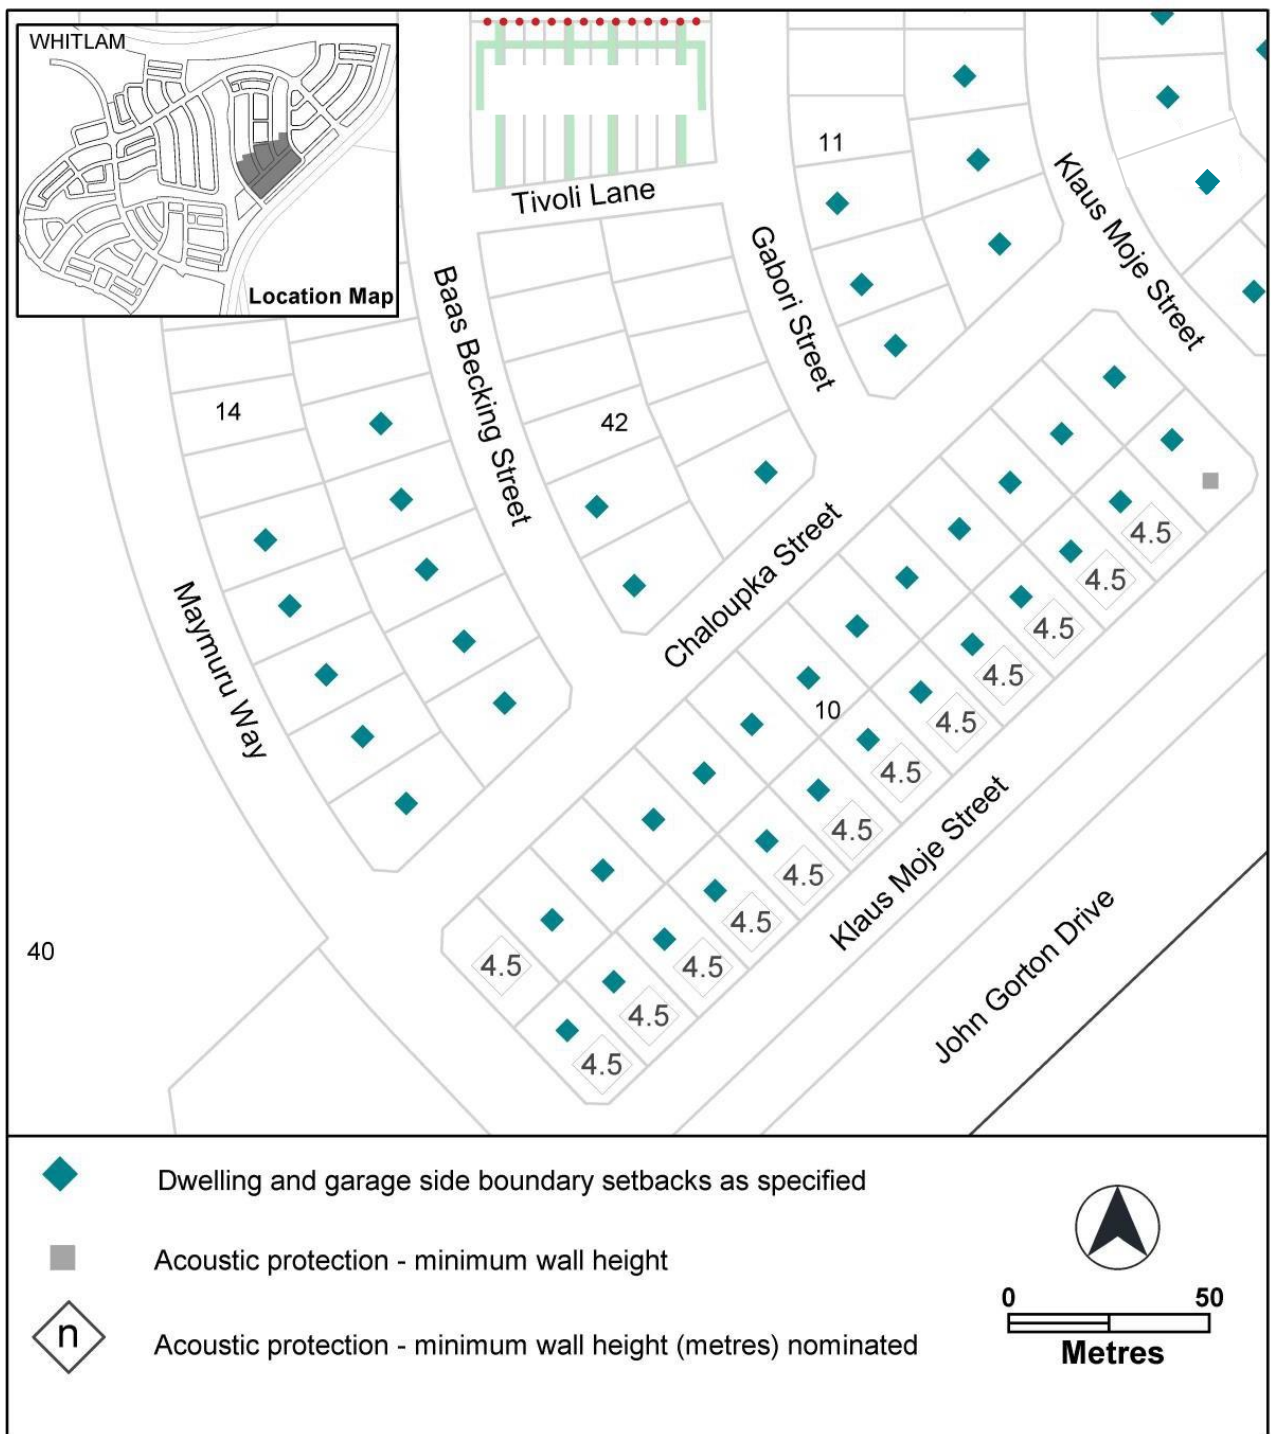 WHITLAM
Location Map
Tivoli Lane
11
Klaus Moje Street
Gabori Street
Baas Becking Street
14
42
4.5
4.5
4.5
4.5
4.5
4.5
4.5
4.5
4.5
4.5
4.5
4.5
4.5
Chaloupka Street
Maymuru Way
10
Klaus Moje Street
40
John Gorton Drive
Dwelling and garage side boundary setbacks as specified
Acoustic protection - minimum wall height
n
Acoustic protection - minimum wall height (metres) nominated
0 50
Metres